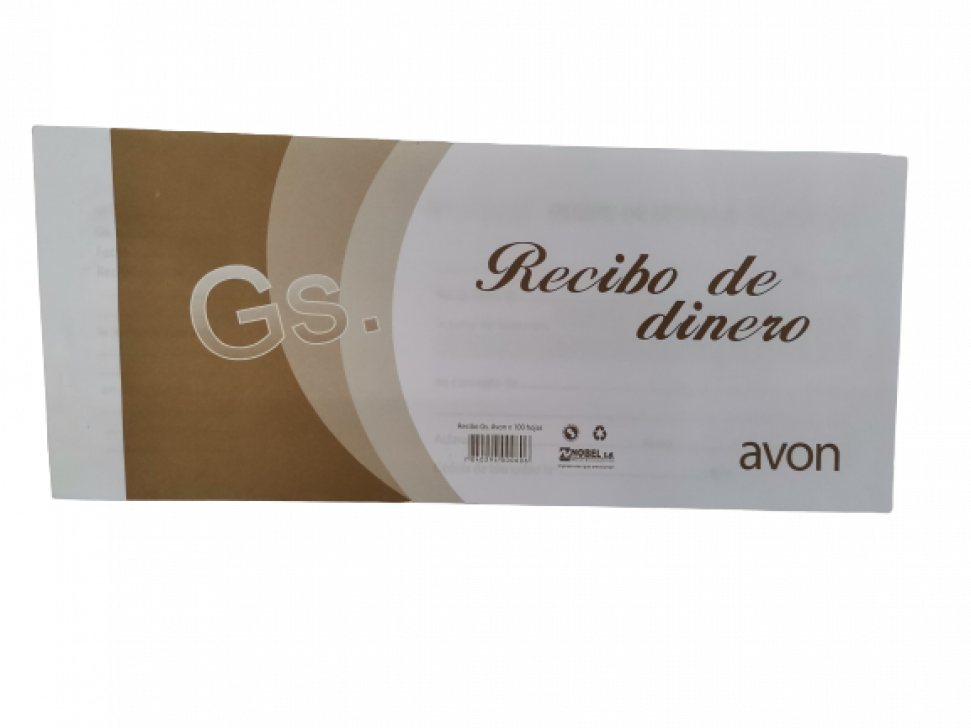 Gs.
Recibo de
dinero
Recibo Gs. Avon x 100 hojas
NOBEL S.A.
avon